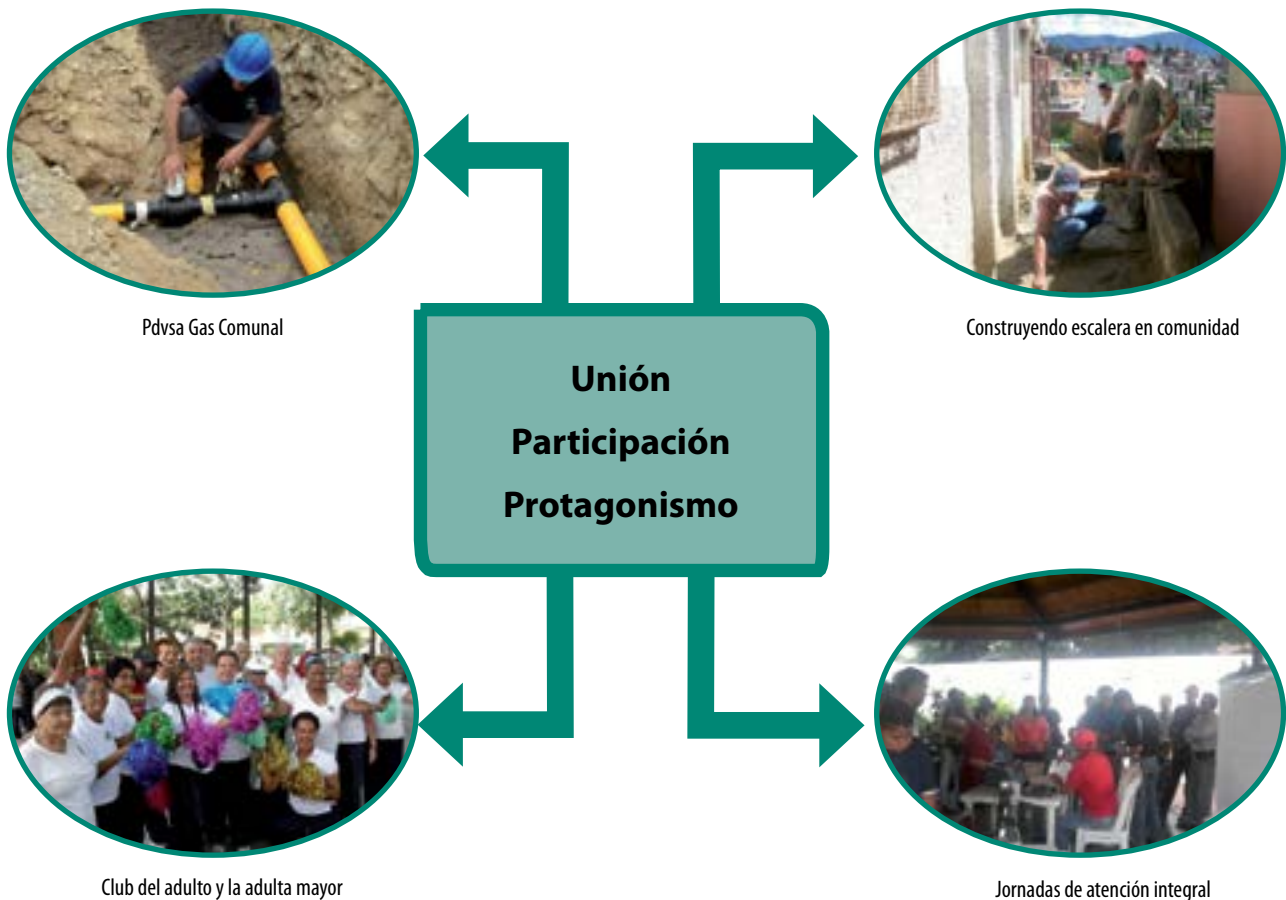 Pdvsa Gas Comunal
Construyendo escalera en comunidad
Unión
Participación
Protagonismo
Club del adulto y la adulta mayor
Jornadas de atención integral